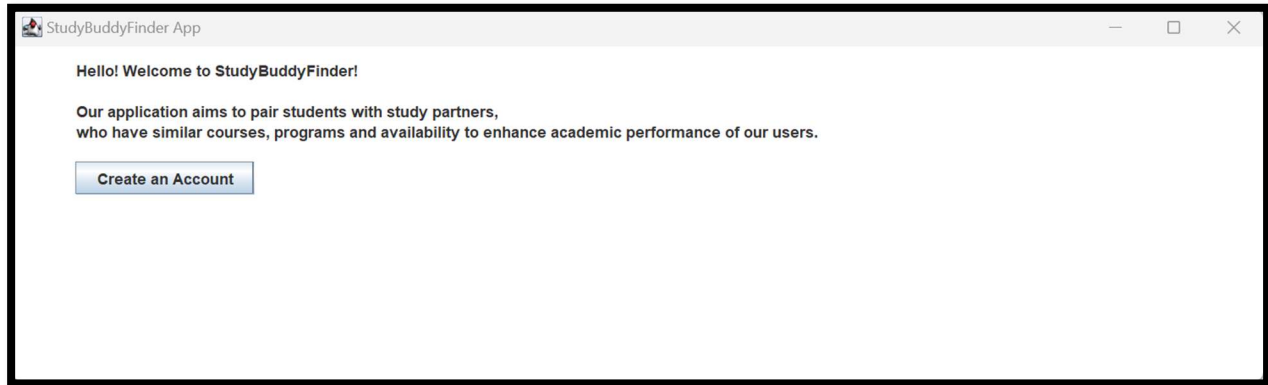 StudyBuddyFinder App
Hello! Welcome to StudyBuddyFinder!
Our application aims to pair students with study partners,
who have similar courses, programs and availability to enhance academic performance of our users.
Create an Account